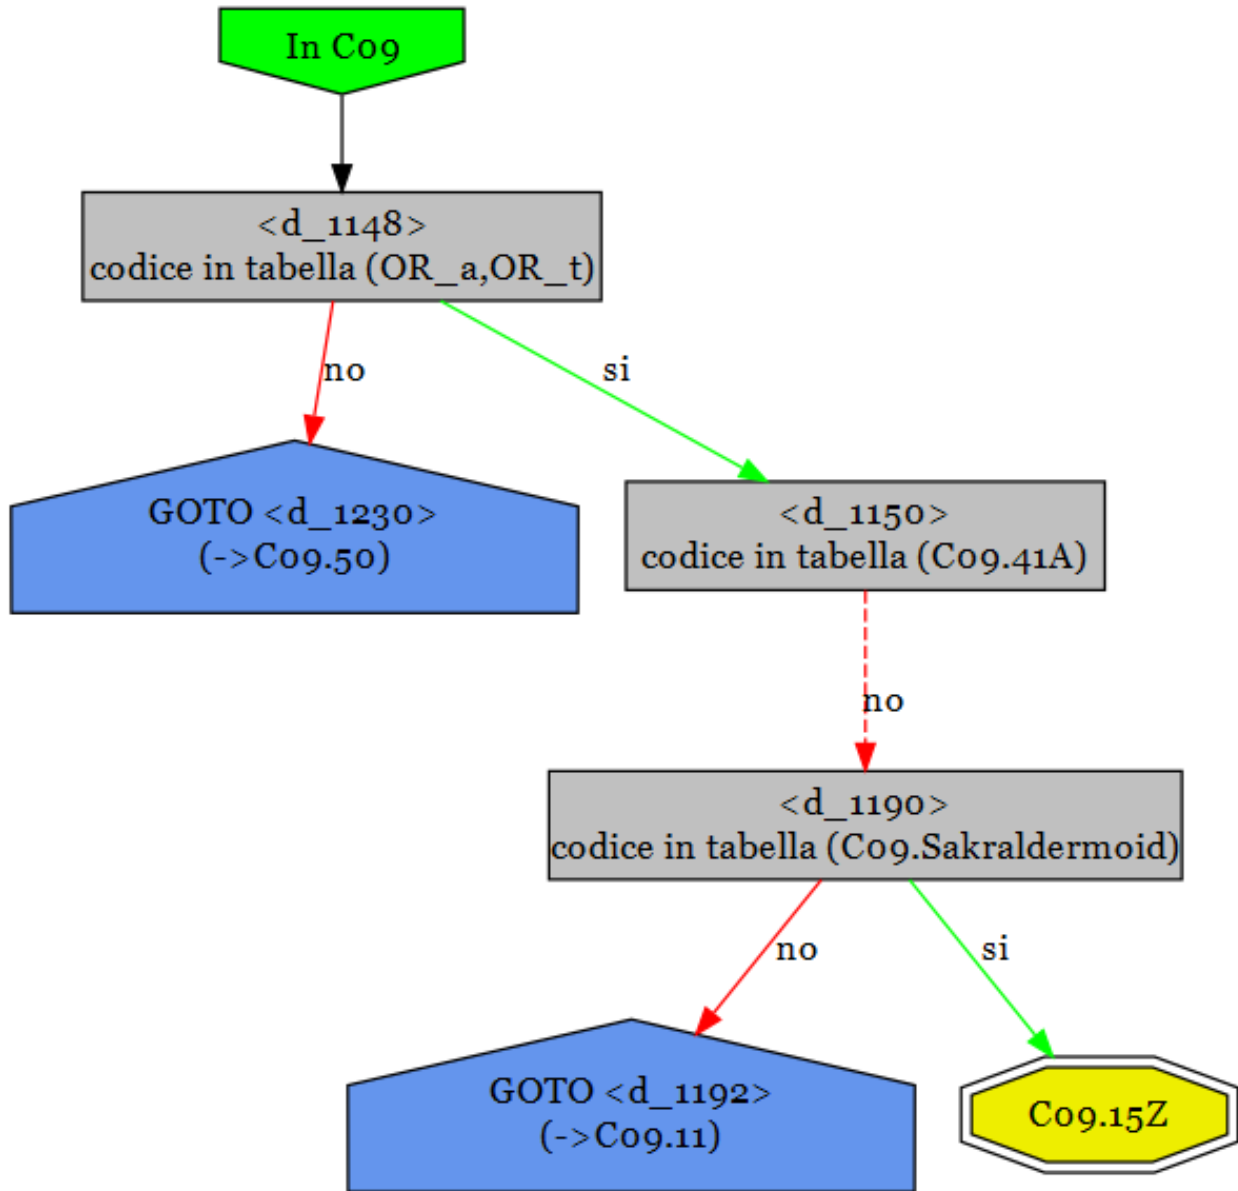 In C09
<d_1148>
codice in tabella (OR_a,OR_t)
no
si
GOTO <d_1230>
(->C09.50)
<d_1150>
codice in tabella (C09.41A)
no
<d_1190>
codice in tabella (C09.Sakraldermoid)
no
si
GOTO <d_1192>
(->C09.11)
C09.15Z